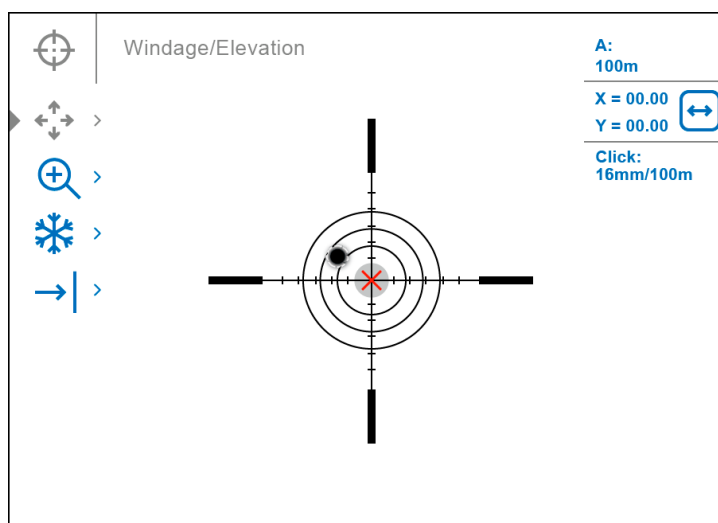 Windage/Elevation
A:
100m
X = 00.00
Y = 00.00
Click:
16mm/100m